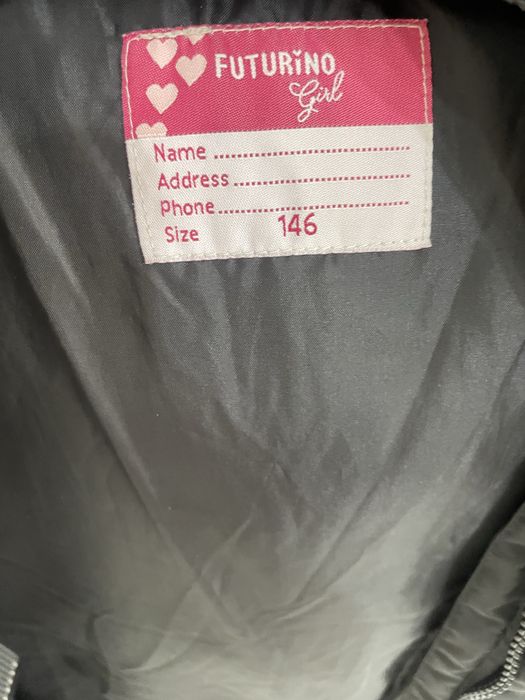 FUTURiNO
Girl
Name ........................................
Address ....................................
Phone .......................................
Size 146